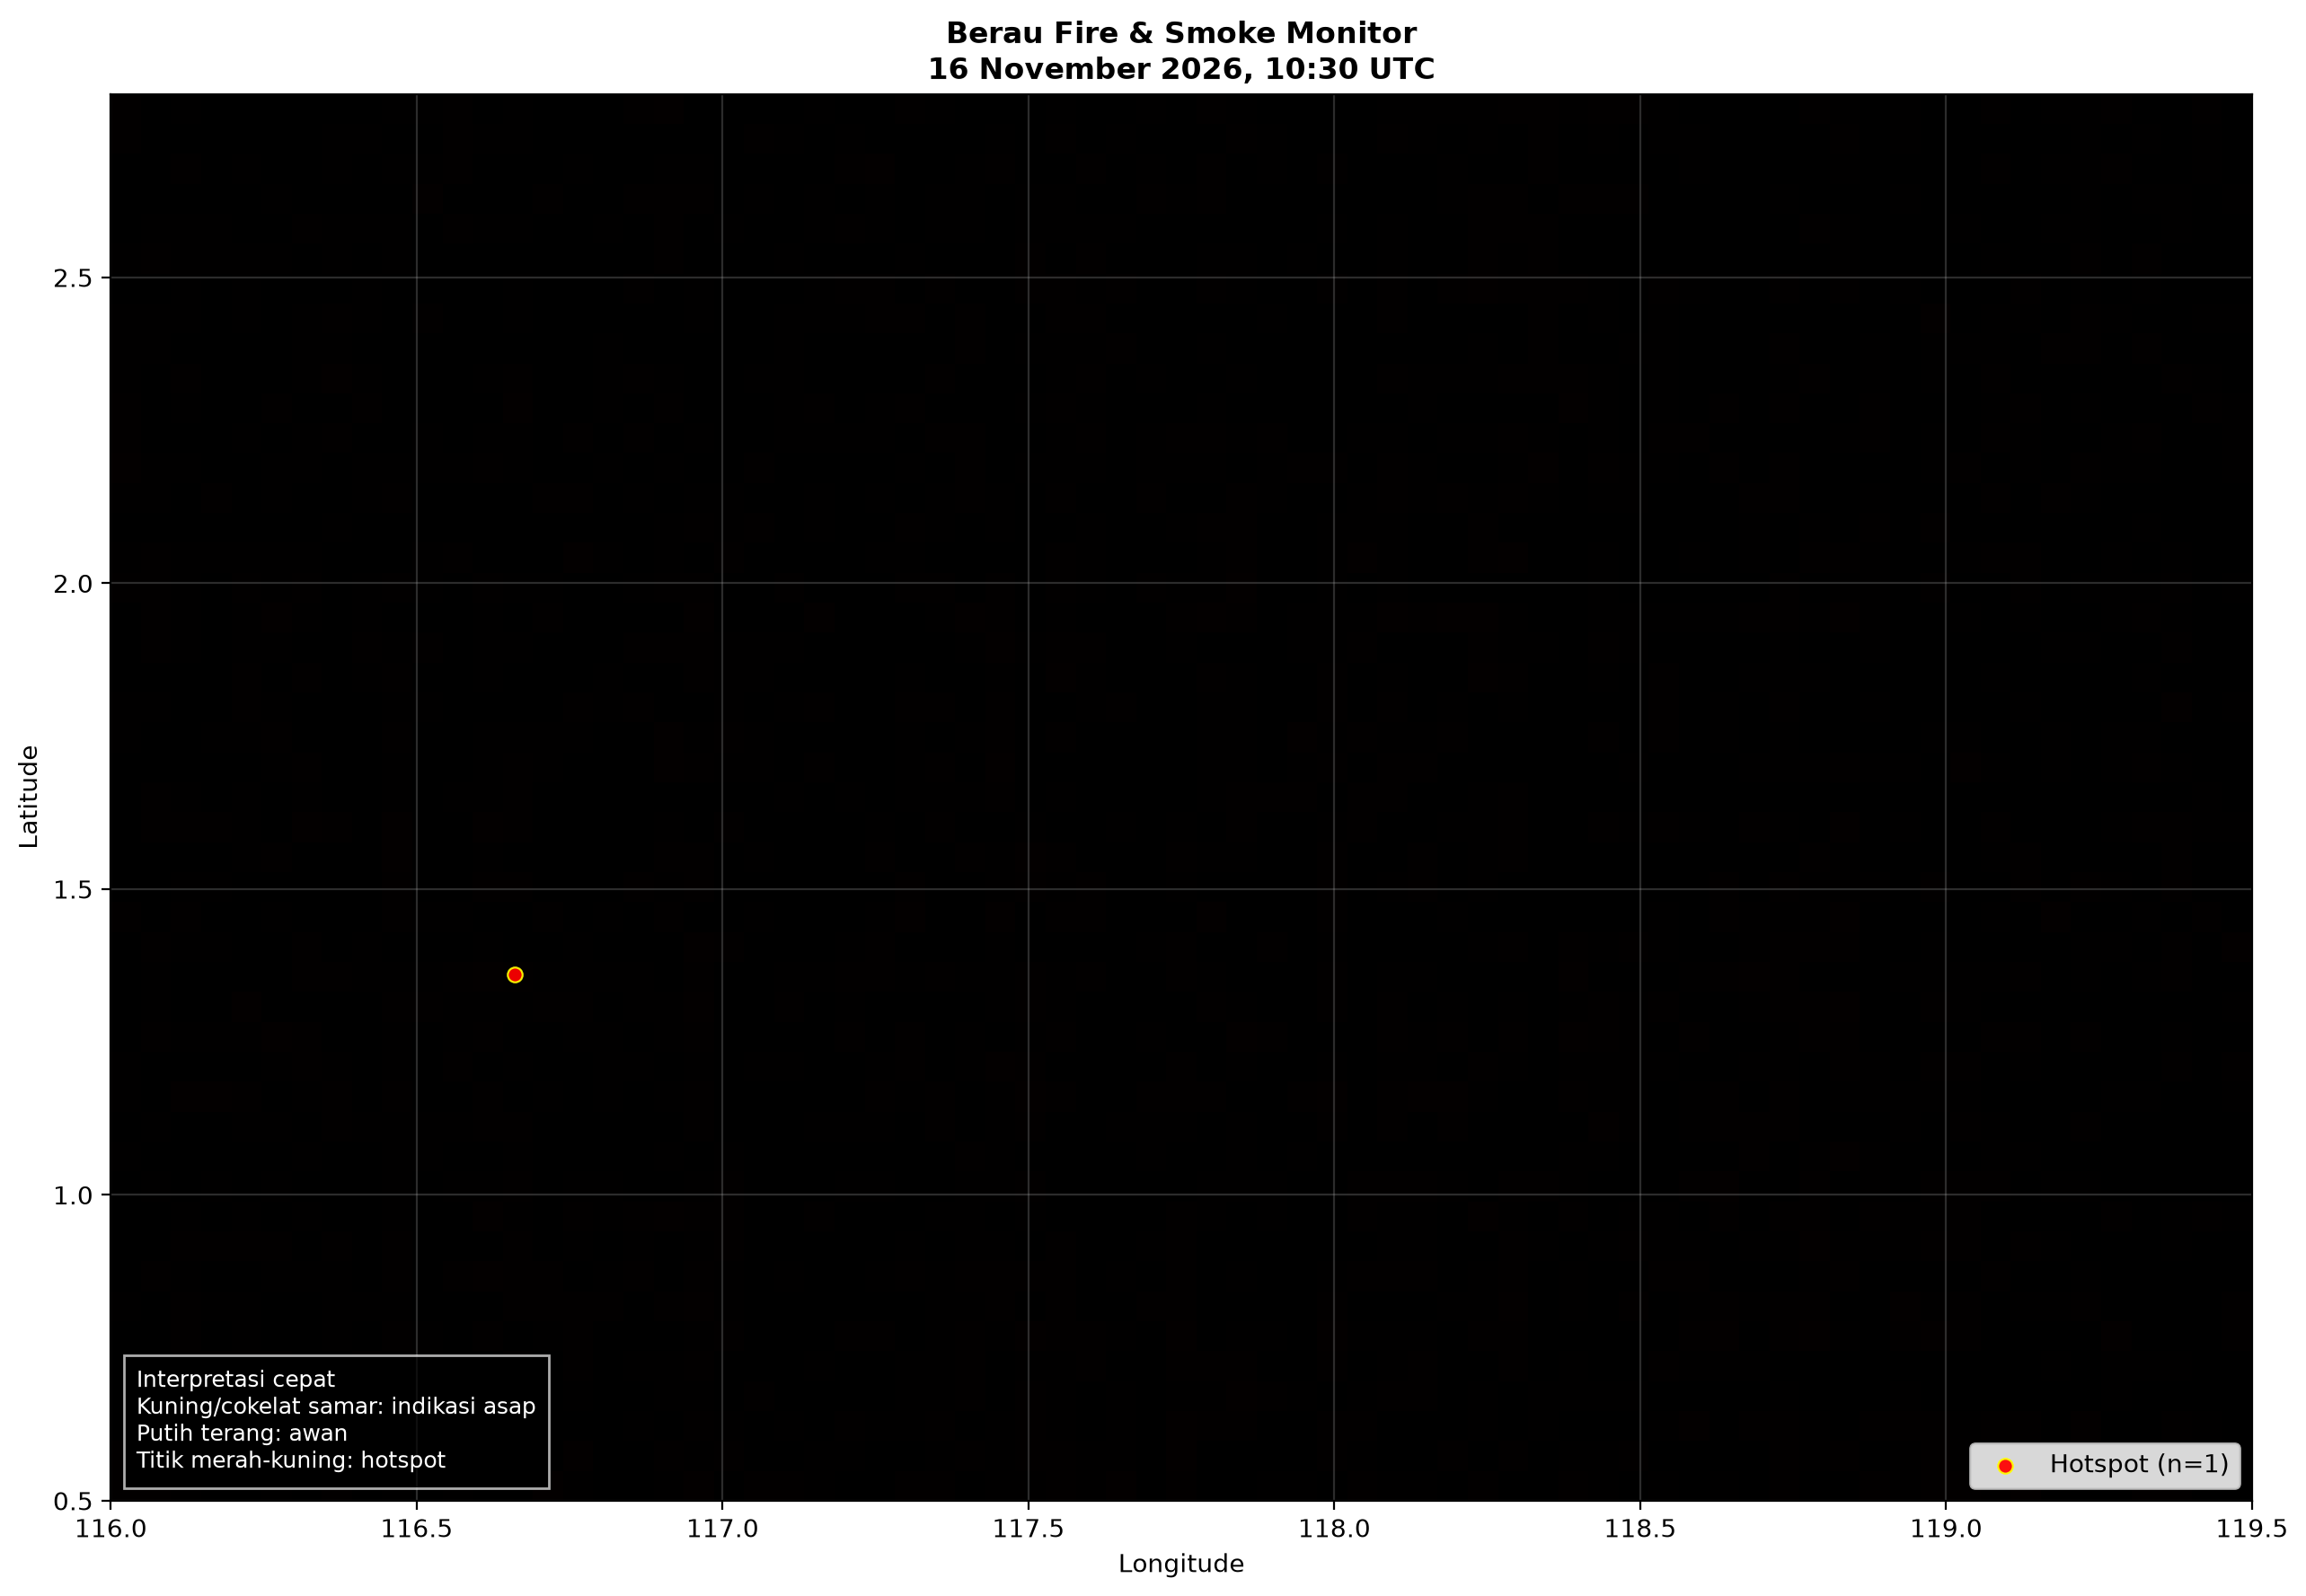 Berau Fire & Smoke Monitor
16 November 2026, 10:30 UTC
Latitude
2.5
2.0
1.5
1.0
0.5
Interpretasi cepat
Kuning/cokelat samar: indikasi asap
Putih terang: awan
Titik merah-kuning: hotspot
Hotspot (n=1)
116.0 116.5 117.0 117.5 118.0 118.5 119.0 119.5
Longitude